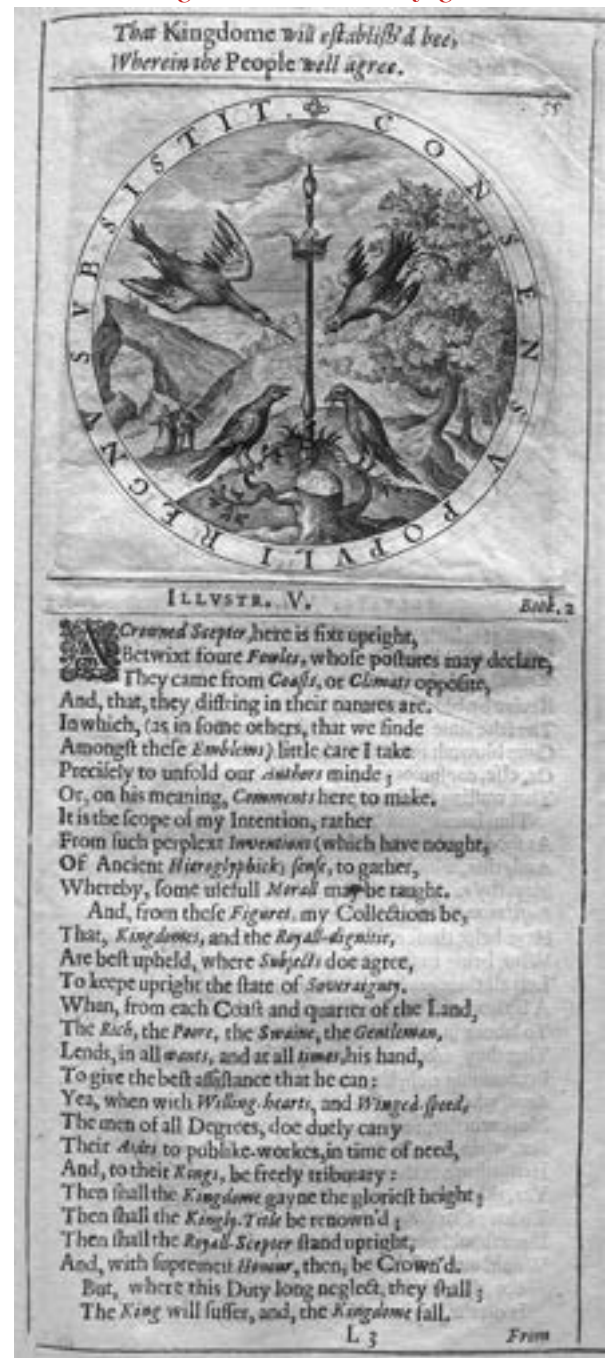 That Kingdome will eſtabliſh'd bee,
Wherein the People well agree.
55
CONSENSV POPVLI REGNV SVBSISTIT.
ILLVSTR. V.
Book. 2
A Crowned Scepter, here is fixt upright,
Betwixt foure Fowles, whoſe poſtures may declare,
They came from Coaſts, or Climats oppoſite,
And, that, they diffring in their natures are.
In which, (as in ſome others, that we finde
Amongſt theſe Emblems) little care I take
Preciſely to unfold our Authors minde;
Or, on his meaning, Comments here to make.
It is the ſcope of my Intention, rather
From ſuch perplext Inventions (which have nought,
Of Ancient Hieroglyphick) ſenſe, to gather,
Whereby, ſome uſefull Morall may be taught.
And, from theſe Figures, my Collections be,
That, Kingdomes, and the Royall-dignitie,
Are beſt upheld, where Subjects doe agree,
To keepe upright the ſtate of Soveraignty.
When, from each Coaſt and quarter of the Land,
The Rich, the Poore, the Swaine, the Gentleman,
Lends, in all wants, and at all times, his hand,
To give the beſt aſsiſtance that he can:
Yea, when with Willing-hearts, and Winged-ſpeed,
The men of all Degrees, doe duely carry
Their Aides to publike-workes, in time of need,
And, to their Kings, be freely tributary:
Then ſhall the Kingdome gayne the glorieſt height;
Then ſhall the Kingly-Title be renown'd;
Then ſhall the Royall-Scepter ſtand upright,
And, with ſupremeſt Honour, then, be Crown'd.
But, where this Duty long neglect, they ſhall;
The King will ſuffer, and, the Kingdome fall.
L 3
From